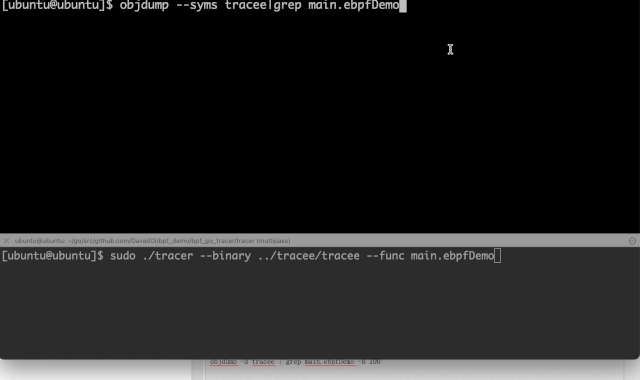 [ubuntu@ubuntu]$ objdump --syms tracee|grep main.ebpfDemo
ubuntu@ubuntu: ~/go/src/github.com/DavadDi/bpf_demo/bpf_go_tracer/tracer (multipass)
[ubuntu@ubuntu]$ sudo ./tracer --binary ../tracee/tracee --func main.ebpfDemo
objdump -d tracee | grep main.ebpfDemo -B 100